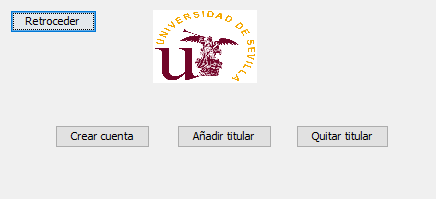 Retroceder
UNIVERSIDAD DE SEVILLA
Crear cuenta
Añadir titular
Quitar titular